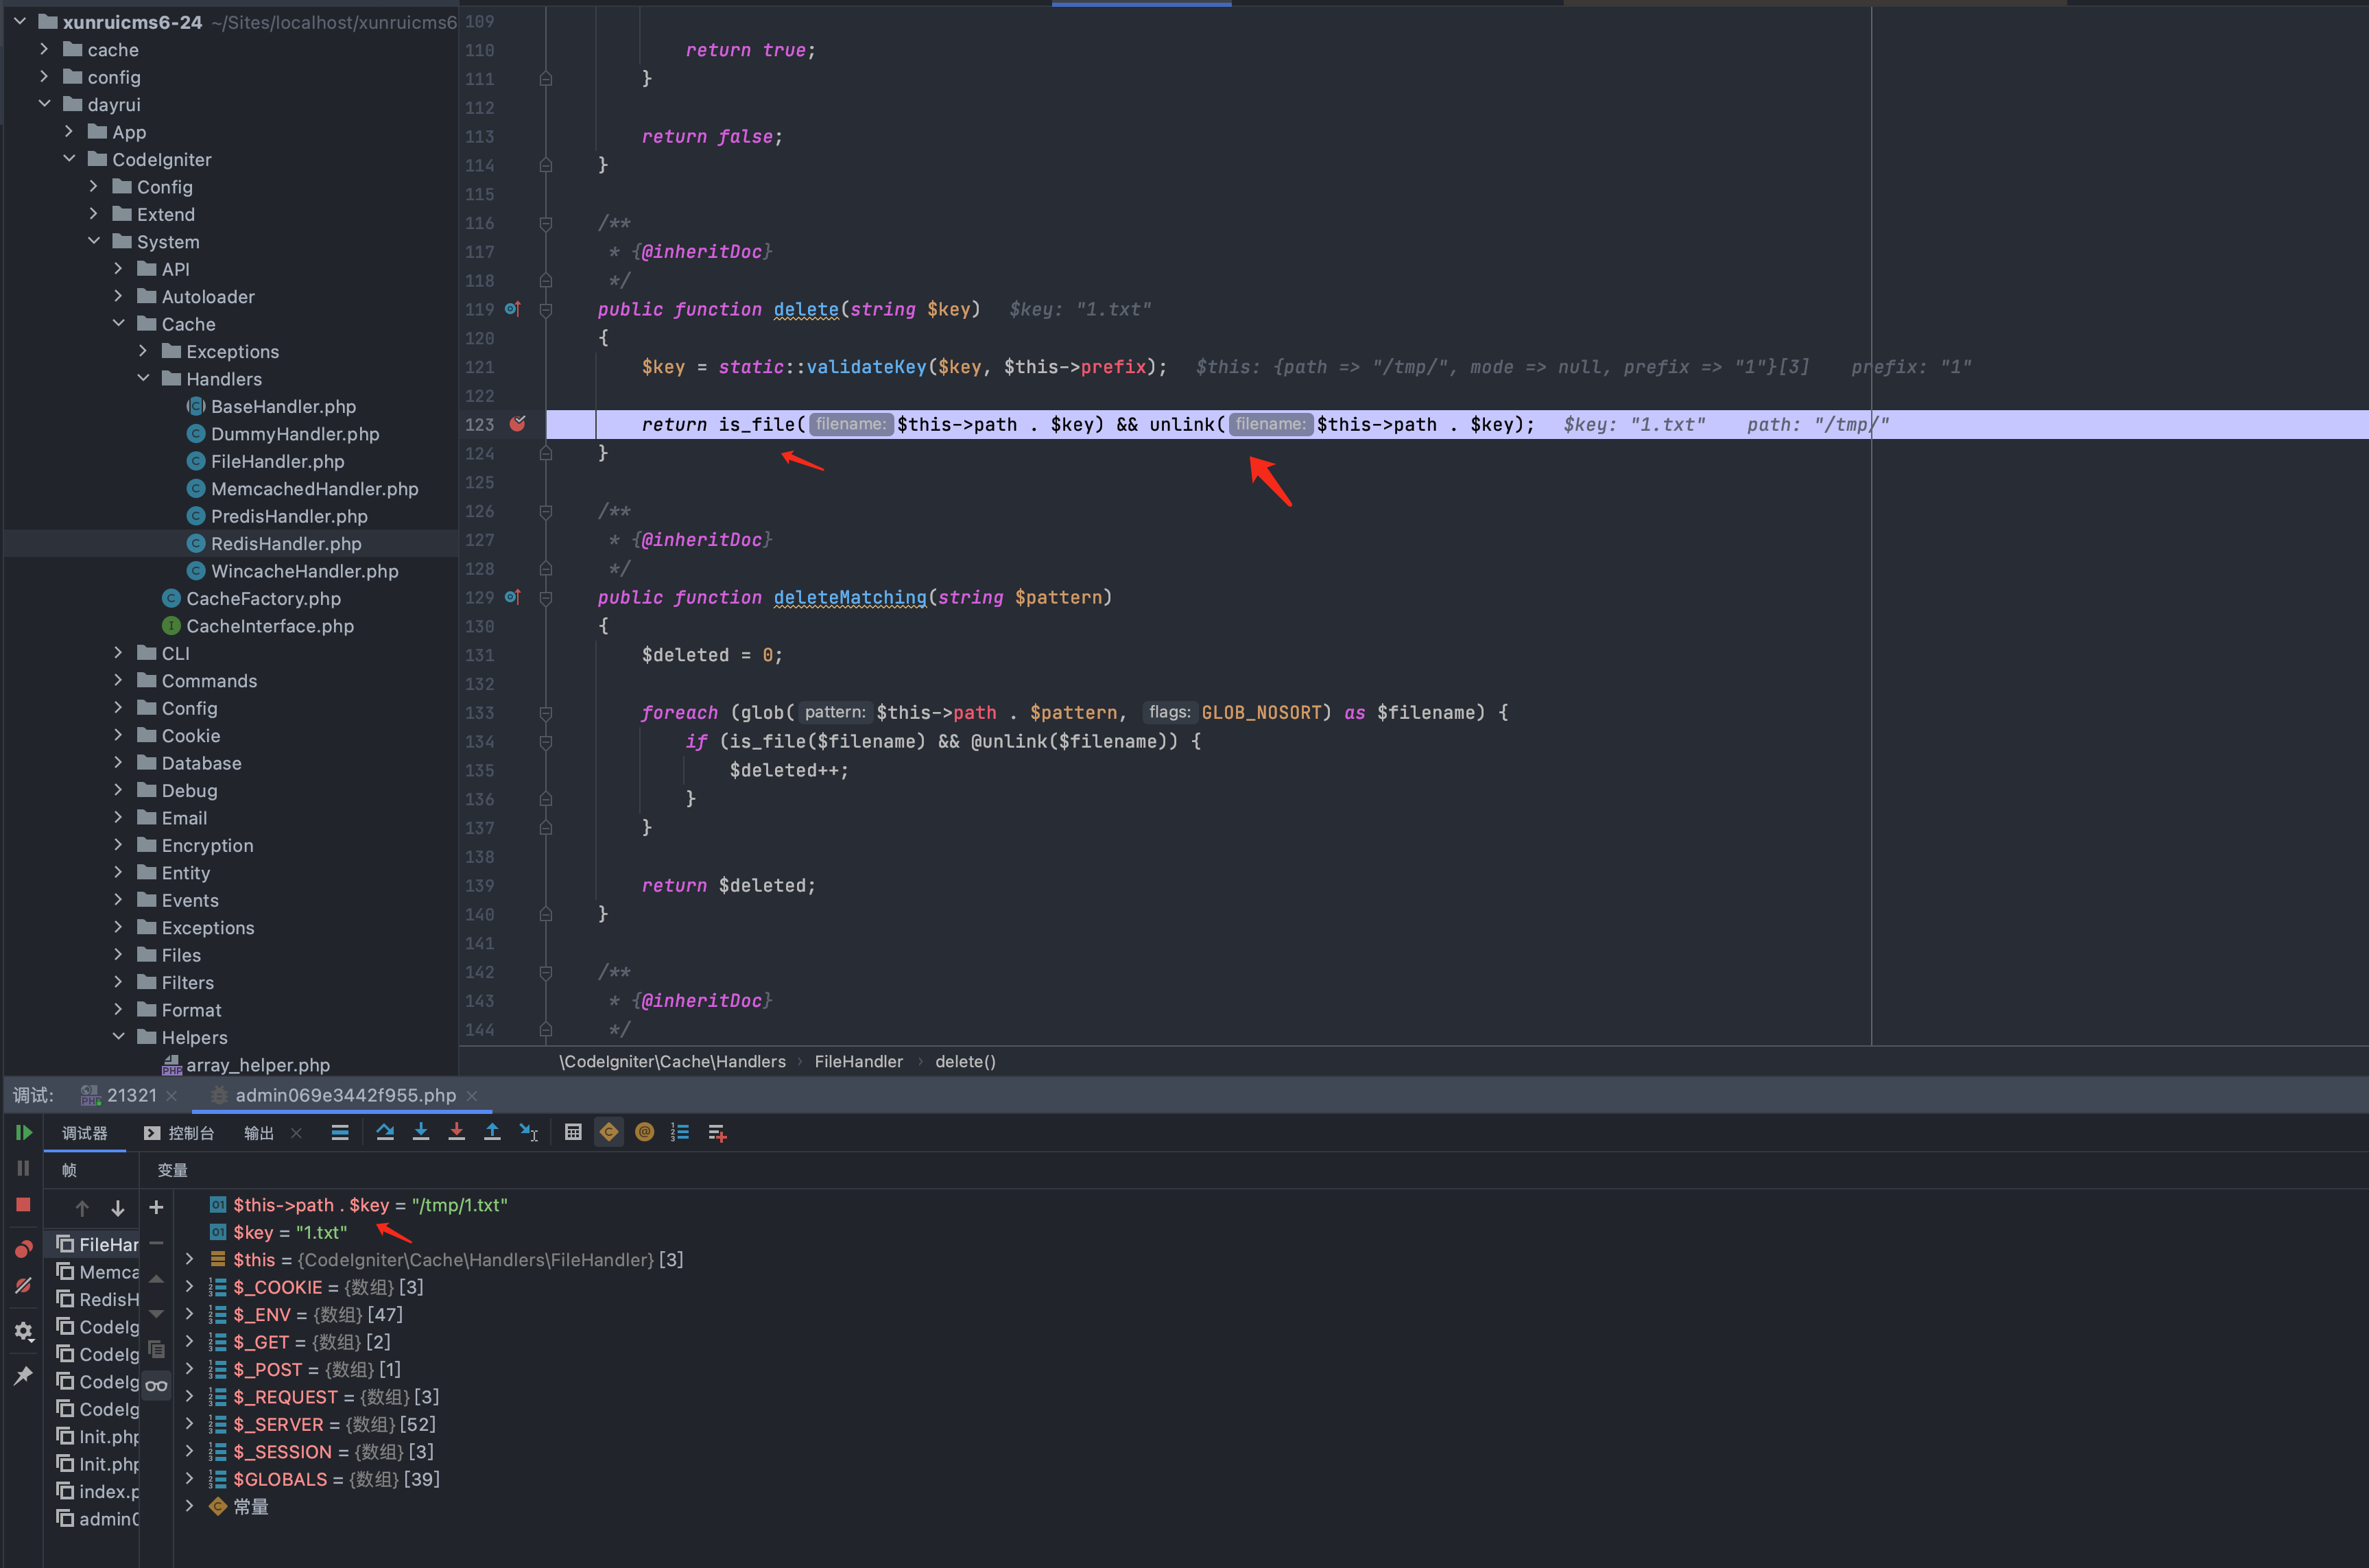 xunruicms6-24 ~/Sites/localhost/xunruicms6
cache
config
dayrui
App
CodeIgniter
Config
Extend
System
API
Autoloader
Cache
Exceptions
Handlers
BaseHandler.php
DummyHandler.php
FileHandler.php
MemcachedHandler.php
PredisHandler.php
RedisHandler.php
WincacheHandler.php
CacheFactory.php
CacheInterface.php
CLI
Commands
Config
Cookie
Database
Debug
Email
Encryption
Entity
Events
Exceptions
Files
Filters
Format
Helpers
array_helper.php
109
110 return true;
111 }
112
113 return false;
114 }
115
116 /**
117 * {@inheritDoc}
118 */
119 public function delete(string $key) $key: "1.txt"
120 {
121 $key = static::validateKey($key, $this->prefix); $this: {path => "/tmp/", mode => null, prefix => "1"}[3] prefix: "1"
122
123 return is_file( filename: $this->path . $key) && unlink( filename: $this->path . $key); $key: "1.txt" path: "/tmp/"
124 }
125
126 /**
127 * {@inheritDoc}
128 */
129 public function deleteMatching(string $pattern)
130 {
131 $deleted = 0;
132
133 foreach (glob( pattern: $this->path . $pattern, flags: GLOB_NOSORT) as $filename) {
134 if (is_file($filename) && @unlink($filename)) {
135 $deleted++;
136 }
137 }
138
139 return $deleted;
140 }
141
142 /**
143 * {@inheritDoc}
144 */
\CodeIgniter\Cache\Handlers › FileHandler › delete()
调试: 21321 × admin069e3442f955.php ×
调试器 控制台 输出 ×
帧 变量
FileHar
Memca
RedisH
CodeIg
CodeIg
CodeIg
CodeIg
Init.php
Init.php
index.p
admin0
$this->path . $key = "/tmp/1.txt"
$key = "1.txt"
$this = {CodeIgniter\Cache\Handlers\FileHandler} [3]
$_COOKIE = {数组} [3]
$_ENV = {数组} [47]
$_GET = {数组} [2]
$_POST = {数组} [1]
$_REQUEST = {数组} [3]
$_SERVER = {数组} [52]
$_SESSION = {数组} [3]
$GLOBALS = {数组} [39]
常量